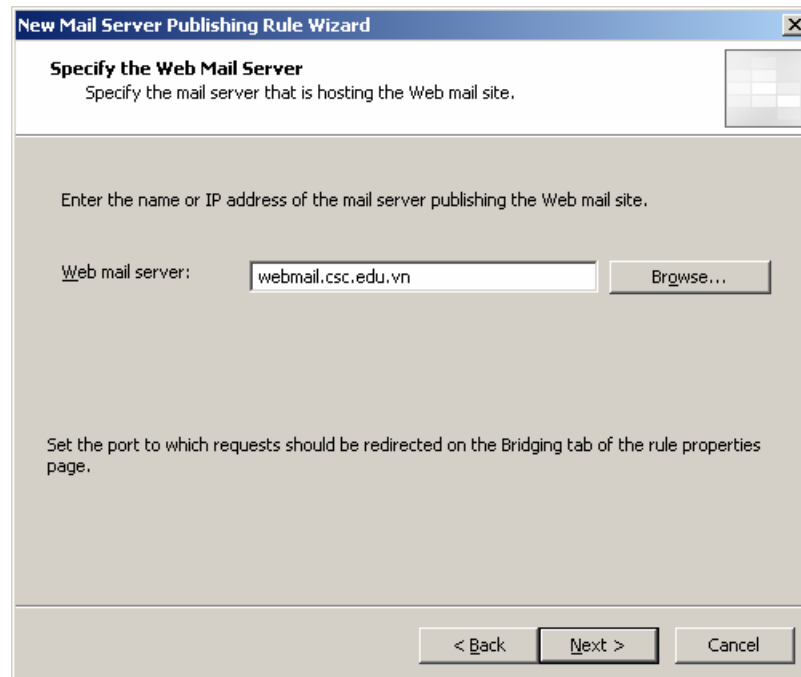 New Mail Server Publishing Rule Wizard
Specify the Web Mail Server
Specify the mail server that is hosting the Web mail site.
Enter the name or IP address of the mail server publishing the Web mail site.
Web mail server: webmail.csc.edu.vn Browse...
Set the port to which requests should be redirected on the Bridging tab of the rule properties
page.
< Back Next > Cancel